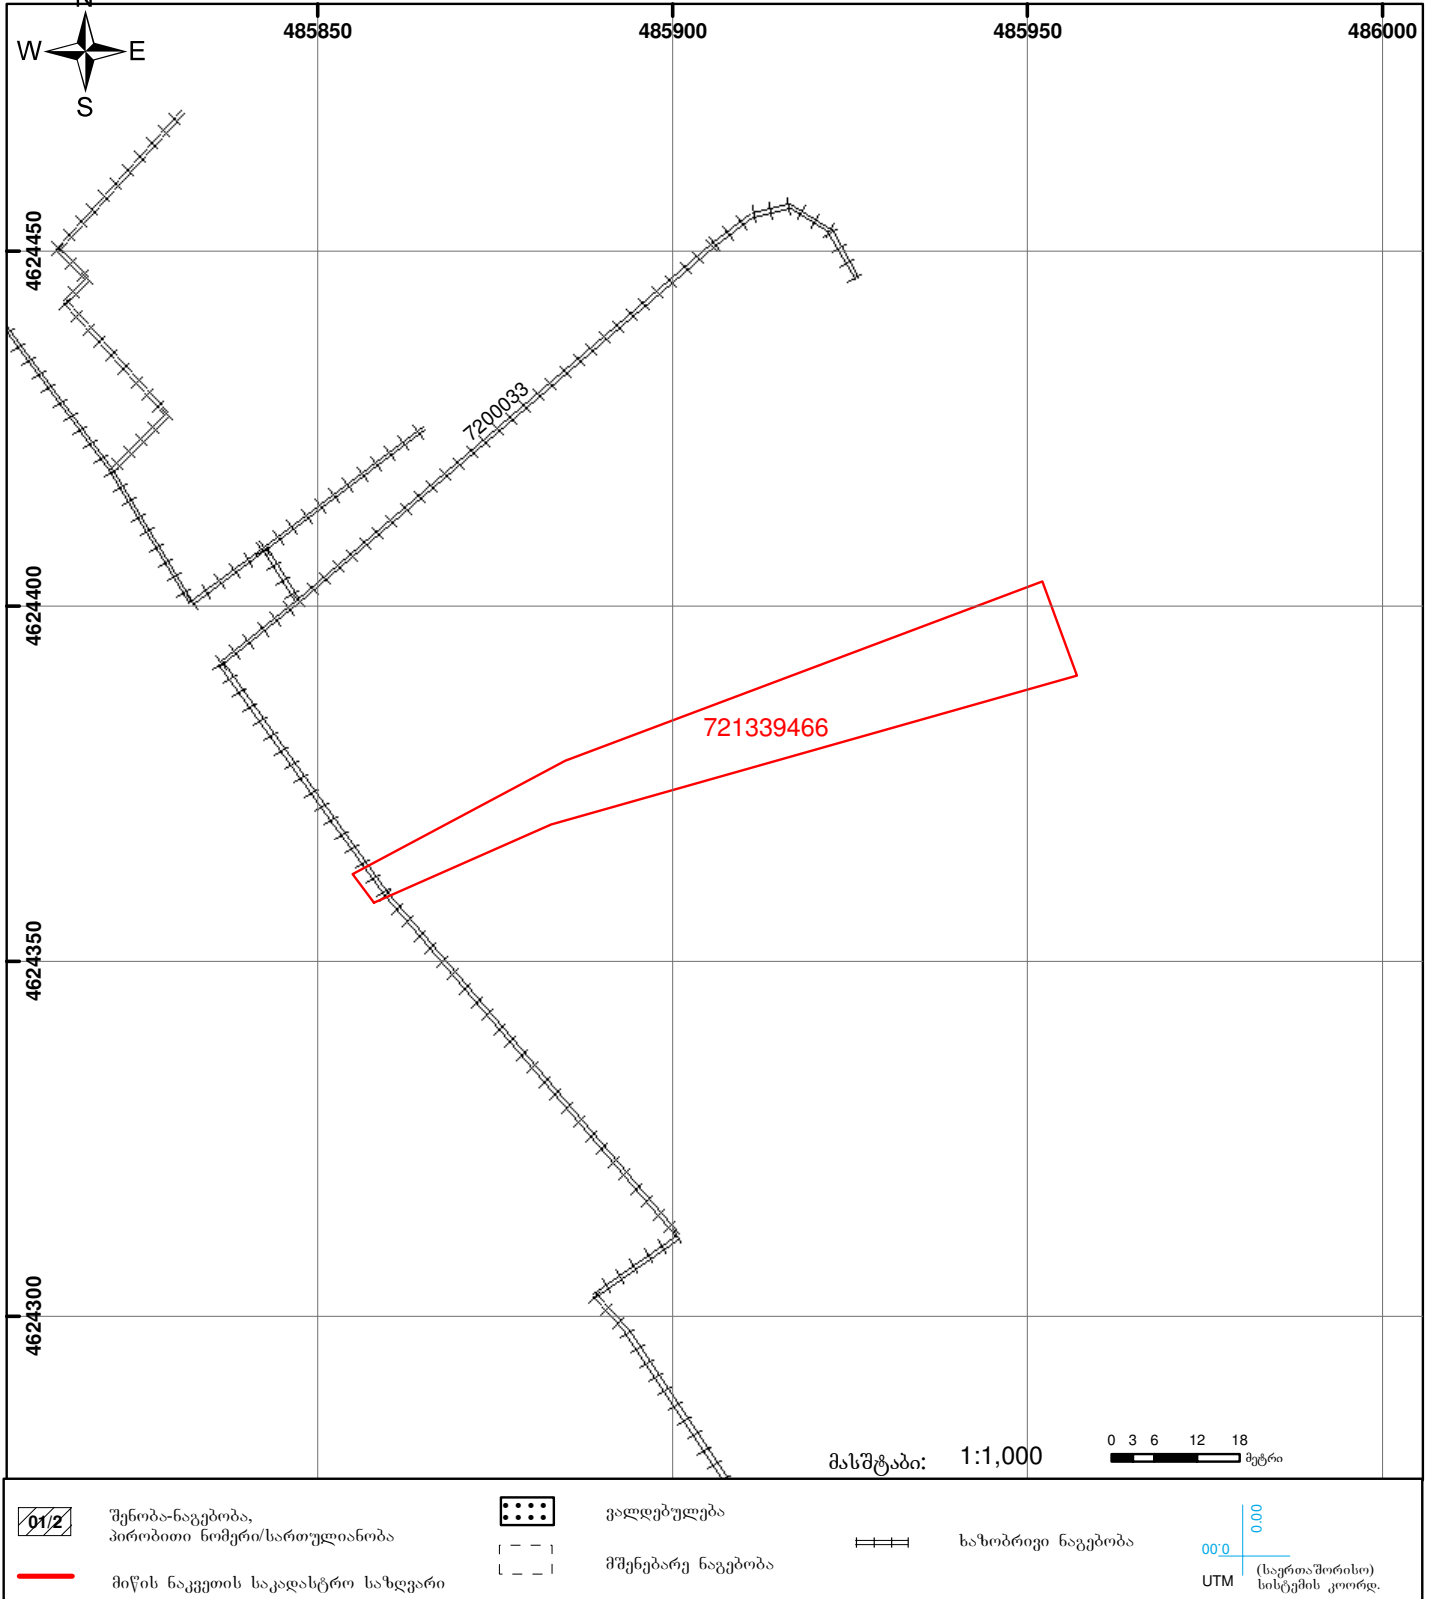 N
W E
S
485850 485900 485950 486000
4624450
4624400
4624350
4624300
7200033
721339466
მასშტაბი: 1:1,000
0 3 6 12 18
მეტრი
01/2
შენობა-ნაგებობა,
პირობითი ნომერი/სართულიანობა
მიწის ნაკვეთის საკადასტრო საზღვარი
ვალდებულება
მშენებარე ნაგებობა
ხაზობრივი ნაგებობა
00.0
0.00
UTM
(საერთაშორისო)
სისტემის კოორდ.